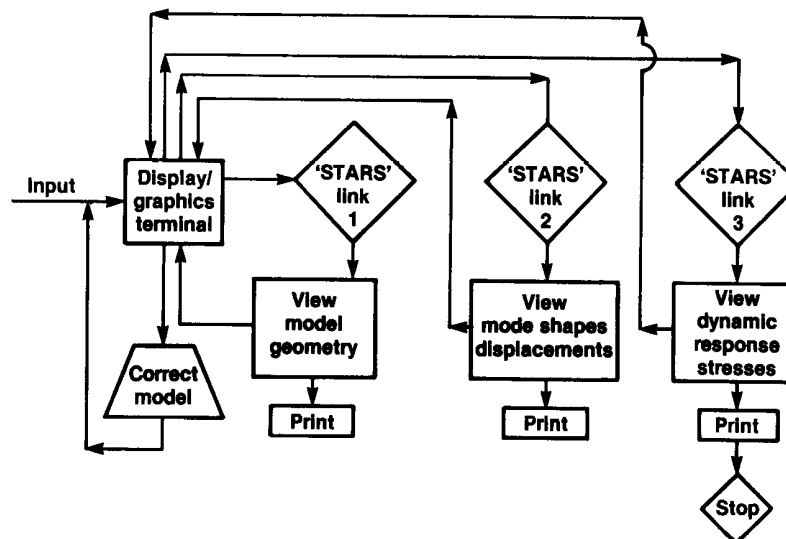 Input
Display/
graphics
terminal
'STARS'
link
1
'STARS'
link
2
'STARS'
link
3
View
model
geometry
View
mode shapes
displacements
View
dynamic
response
stresses
Correct
model
Print
Print
Print
Stop